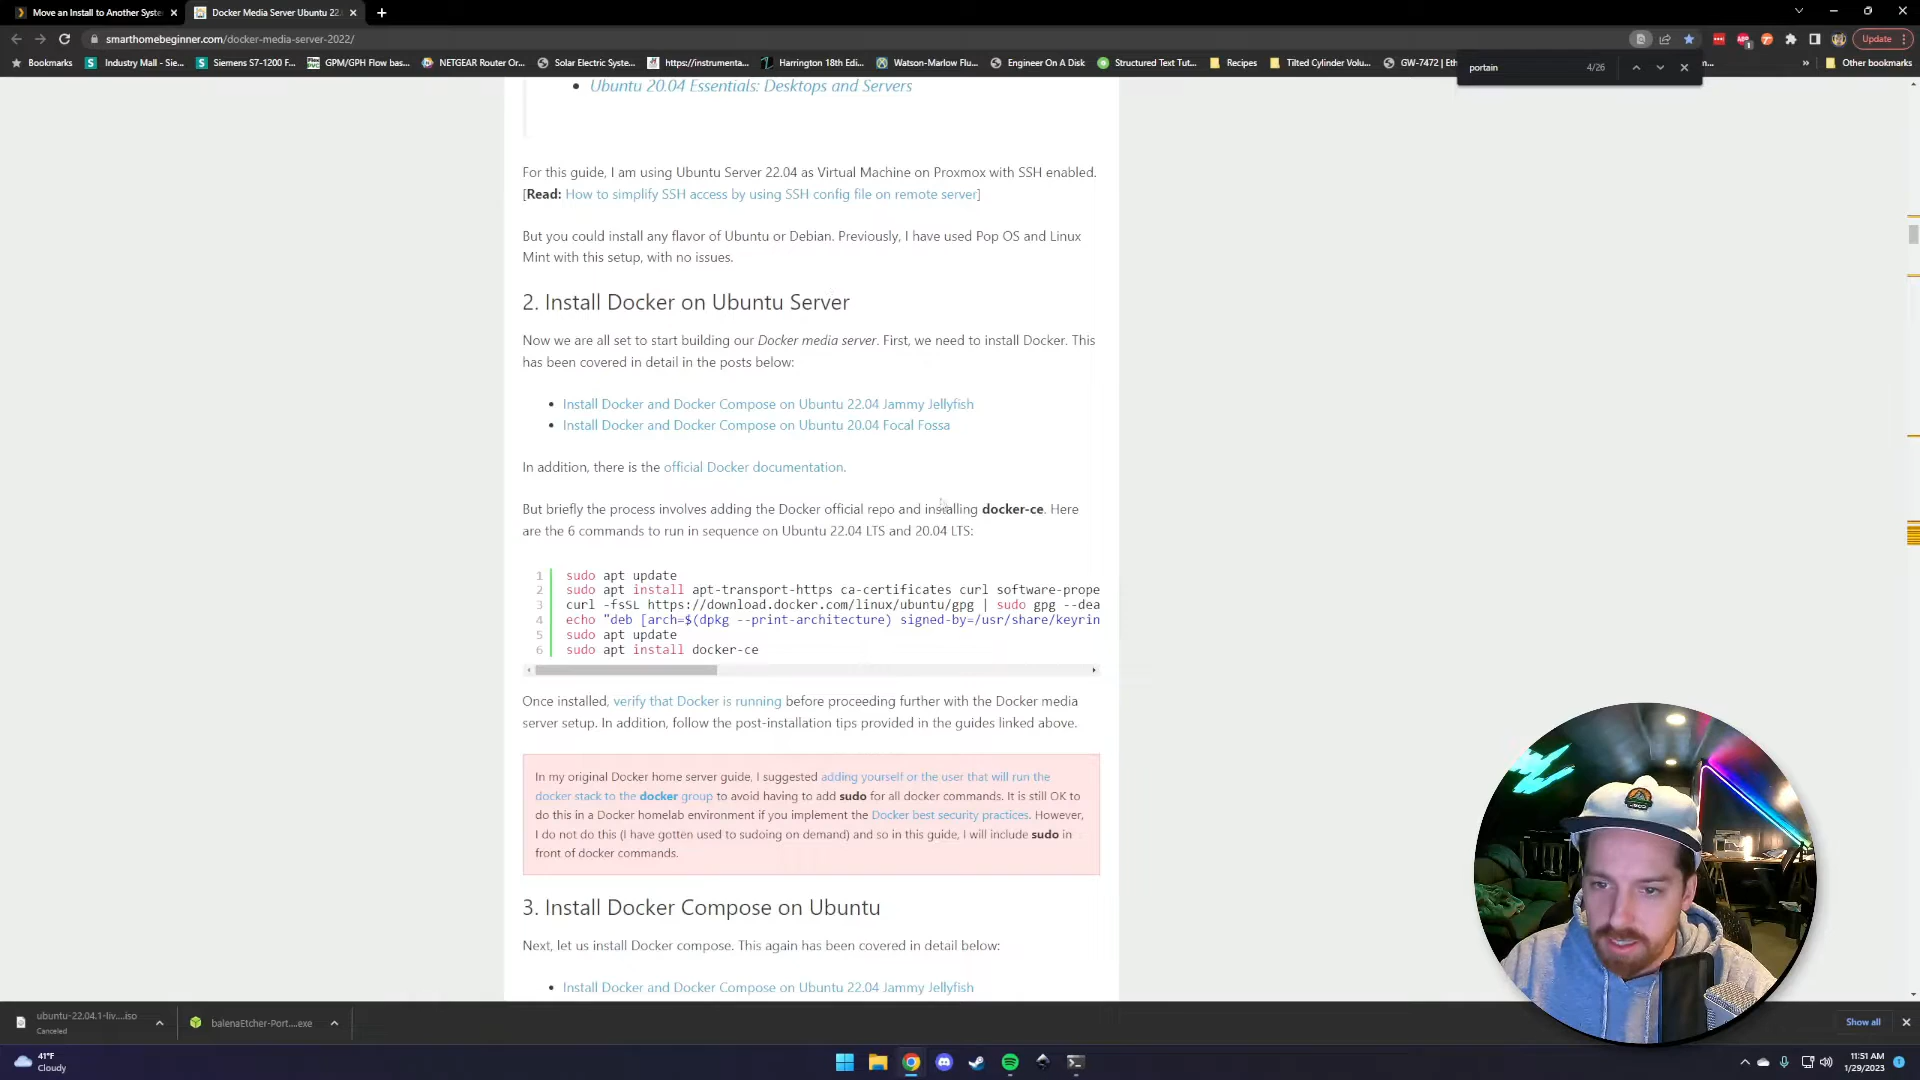 Move an Install to Another Syste
Docker Media Server Ubuntu 22.
smarthomebeginner.com/docker-media-server-2022/
Update
Bookmarks
Industry Mall - Sie...
Siemens S7-1200 F...
GPM/GPH Flow bas...
NETGEAR Router Or...
Solar Electric Syste...
https://instrumenta...
Harrington 18th Edi...
Watson-Marlow Flu...
Engineer On A Disk
Structured Text Tut...
Recipes
Tilted Cylinder Volu...
GW-7472 | Eth
Other bookmarks
portain
4/26
Ubuntu 20.04 Essentials: Desktops and Servers
For this guide, I am using Ubuntu Server 22.04 as Virtual Machine on Proxmox with SSH enabled.
[Read: How to simplify SSH access by using SSH config file on remote server]
But you could install any flavor of Ubuntu or Debian. Previously, I have used Pop OS and Linux
Mint with this setup, with no issues.
2. Install Docker on Ubuntu Server
Now we are all set to start building our Docker media server. First, we need to install Docker. This
has been covered in detail in the posts below:
Install Docker and Docker Compose on Ubuntu 22.04 Jammy Jellyfish
Install Docker and Docker Compose on Ubuntu 20.04 Focal Fossa
In addition, there is the official Docker documentation.
But briefly the process involves adding the Docker official repo and installing docker-ce. Here
are the 6 commands to run in sequence on Ubuntu 22.04 LTS and 20.04 LTS:
1 sudo apt update
2 sudo apt install apt-transport-https ca-certificates curl software-prope
3 curl -fsSL https://download.docker.com/linux/ubuntu/gpg | sudo gpg --dea
4 echo "deb [arch=$(dpkg --print-architecture) signed-by=/usr/share/keyrin
5 sudo apt update
6 sudo apt install docker-ce
Once installed, verify that Docker is running before proceeding further with the Docker media
server setup. In addition, follow the post-installation tips provided in the guides linked above.
In my original Docker home server guide, I suggested adding yourself or the user that will run the
docker stack to the docker group to avoid having to add sudo for all docker commands. It is still OK to
do this in a Docker homelab environment if you implement the Docker best security practices. However,
I do not do this (I have gotten used to sudoing on demand) and so in this guide, I will include sudo in
front of docker commands.
3. Install Docker Compose on Ubuntu
Next, let us install Docker compose. This again has been covered in detail below:
Install Docker and Docker Compose on Ubuntu 22.04 Jammy Jellyfish
ubuntu-22.04.1-liv....iso
Canceled
balenaEtcher-Port....exe
Show all
41°F
Cloudy
11:51 AM
1/29/2023